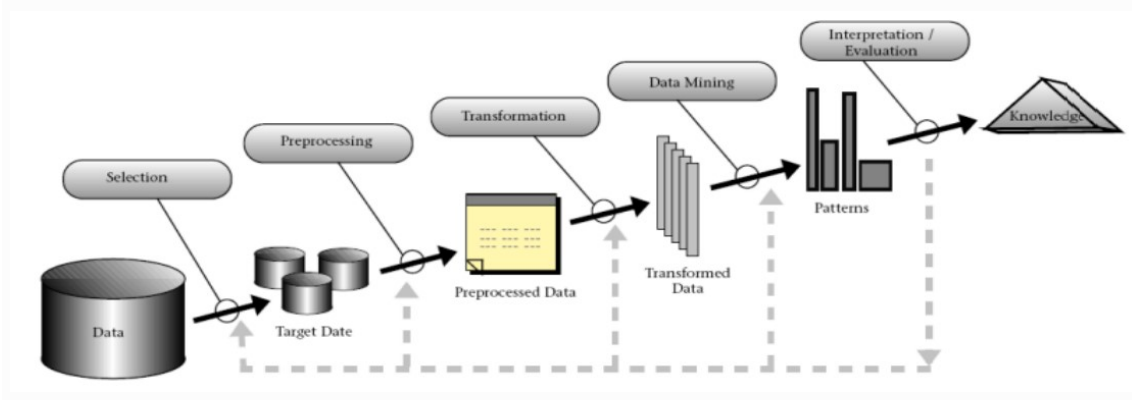 Interpretation /
Evaluation
Data Mining
Knowledge
Transformation
Preprocessing
Selection
Patterns
Transformed
Data
Preprocessed Data
Target Date
Data